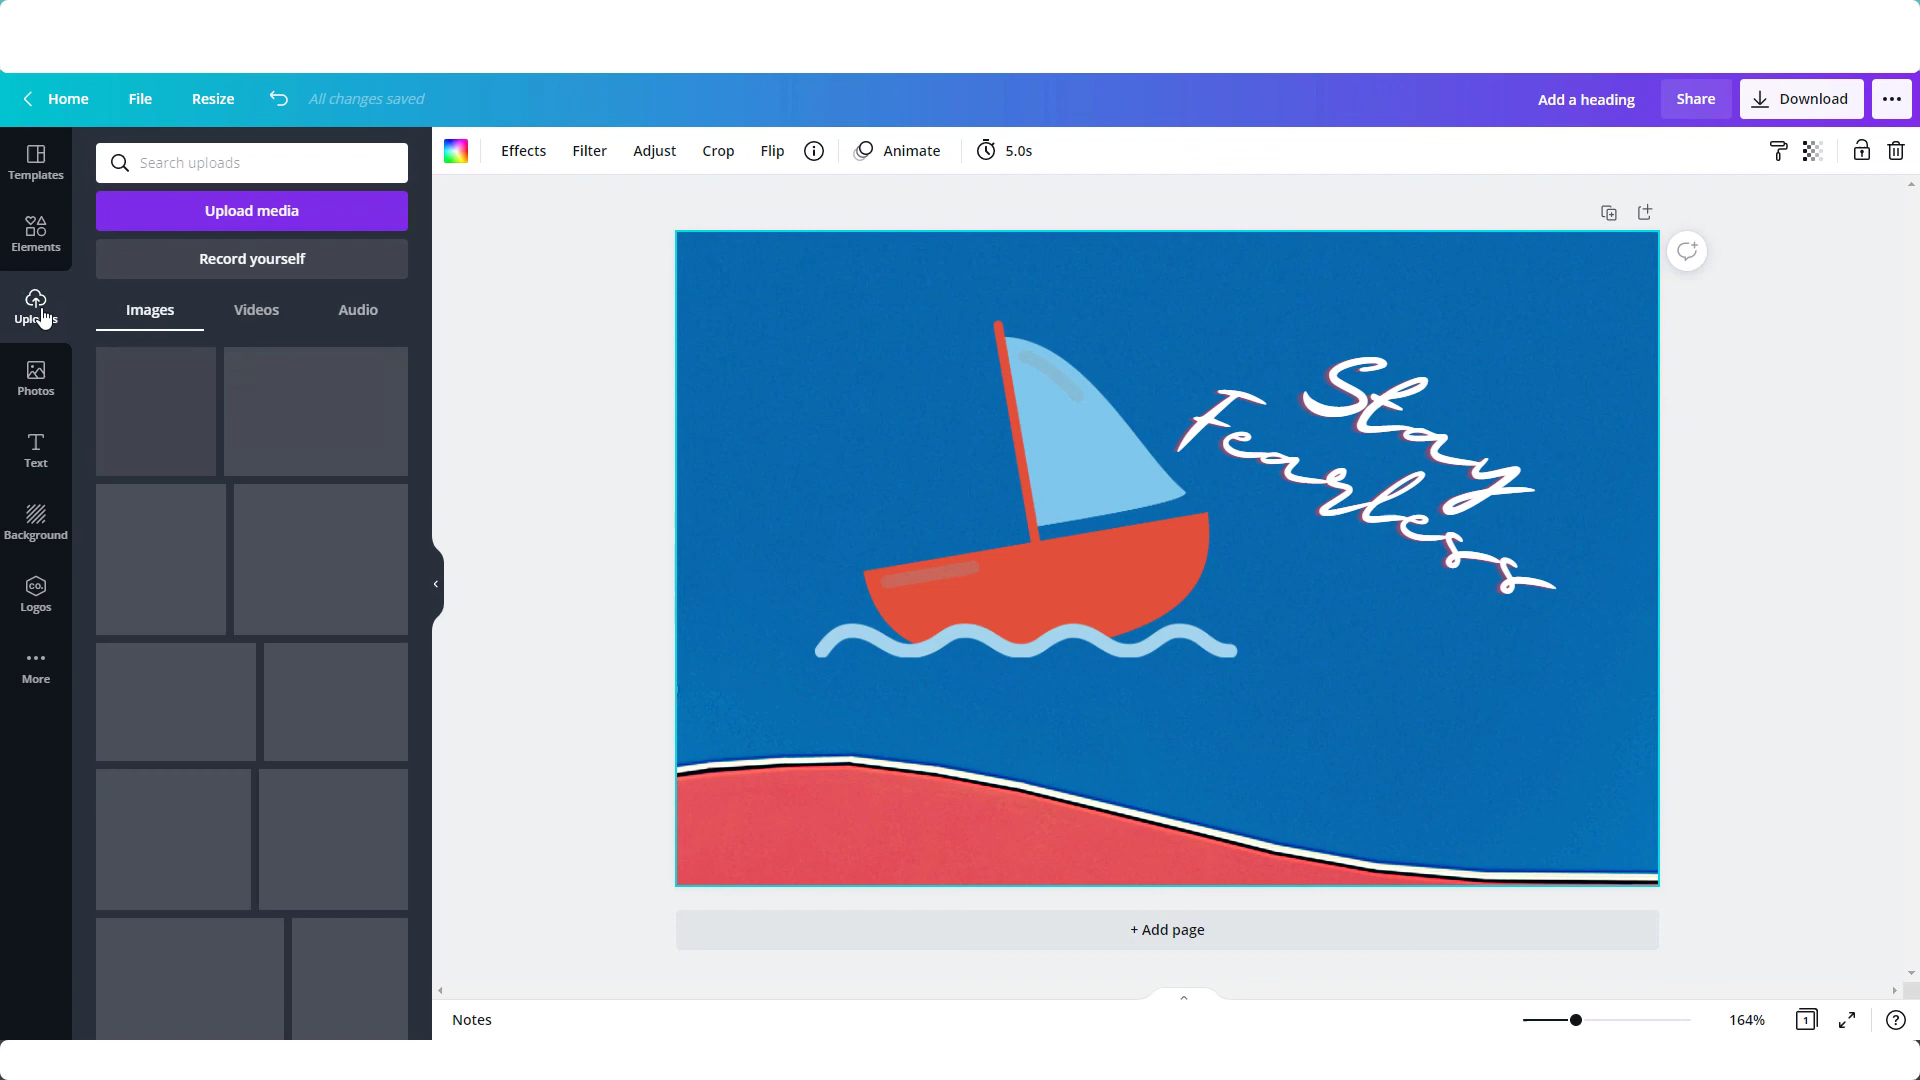 Home File Resize All changes saved Add a heading Share Download
Templates
Elements
Uploads
Photos
Text
Background
CO.
Logos
More
Search uploads
Upload media
Record yourself
Images Videos Audio
Effects Filter Adjust Crop Flip Animate 5.0s
Stay
Fearless
+ Add page
Notes 164% 1 ?